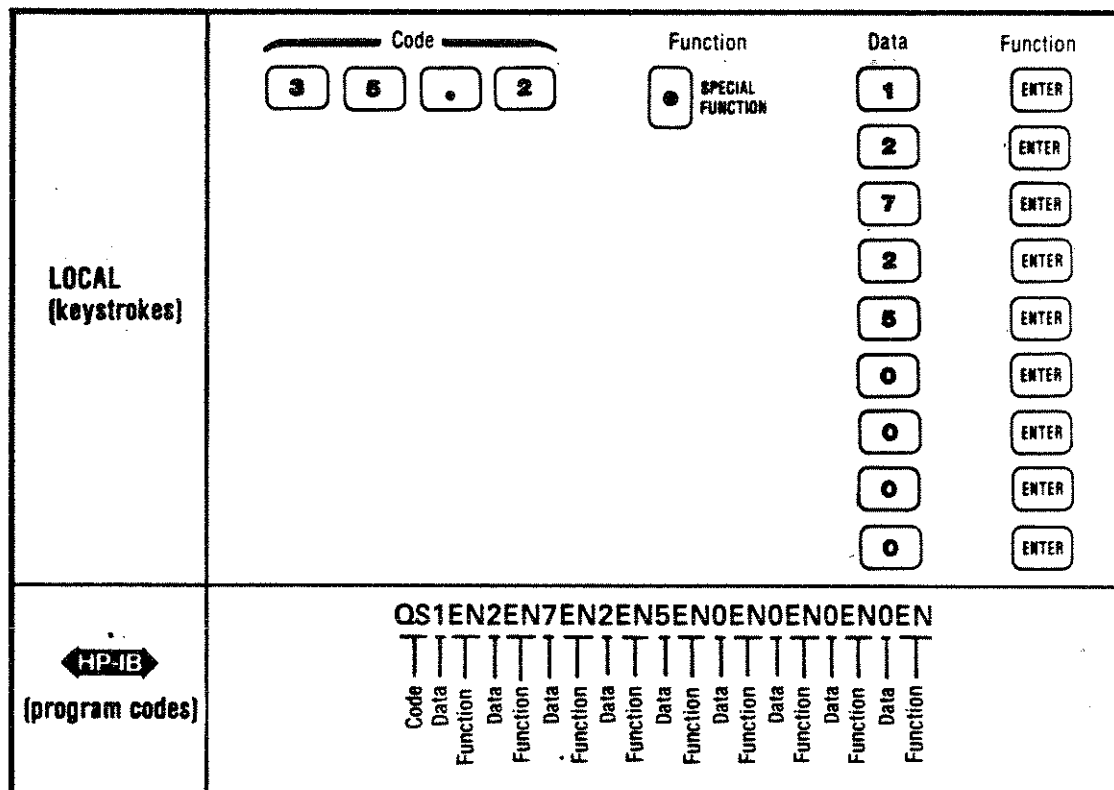 Code Function Data Function
3 5 . 2 SPECIAL FUNCTION 1 ENTER
2 ENTER
7 ENTER
2 ENTER
5 ENTER
0 ENTER
0 ENTER
0 ENTER
0 ENTER
LOCAL
(keystrokes)
HP-IB
(program codes)
QS1EN2EN7EN2EN5EN0EN0EN0EN0EN
Code Data Function Data Function Data Function Data Function Data Function Data Function Data Function Data Function Data Function